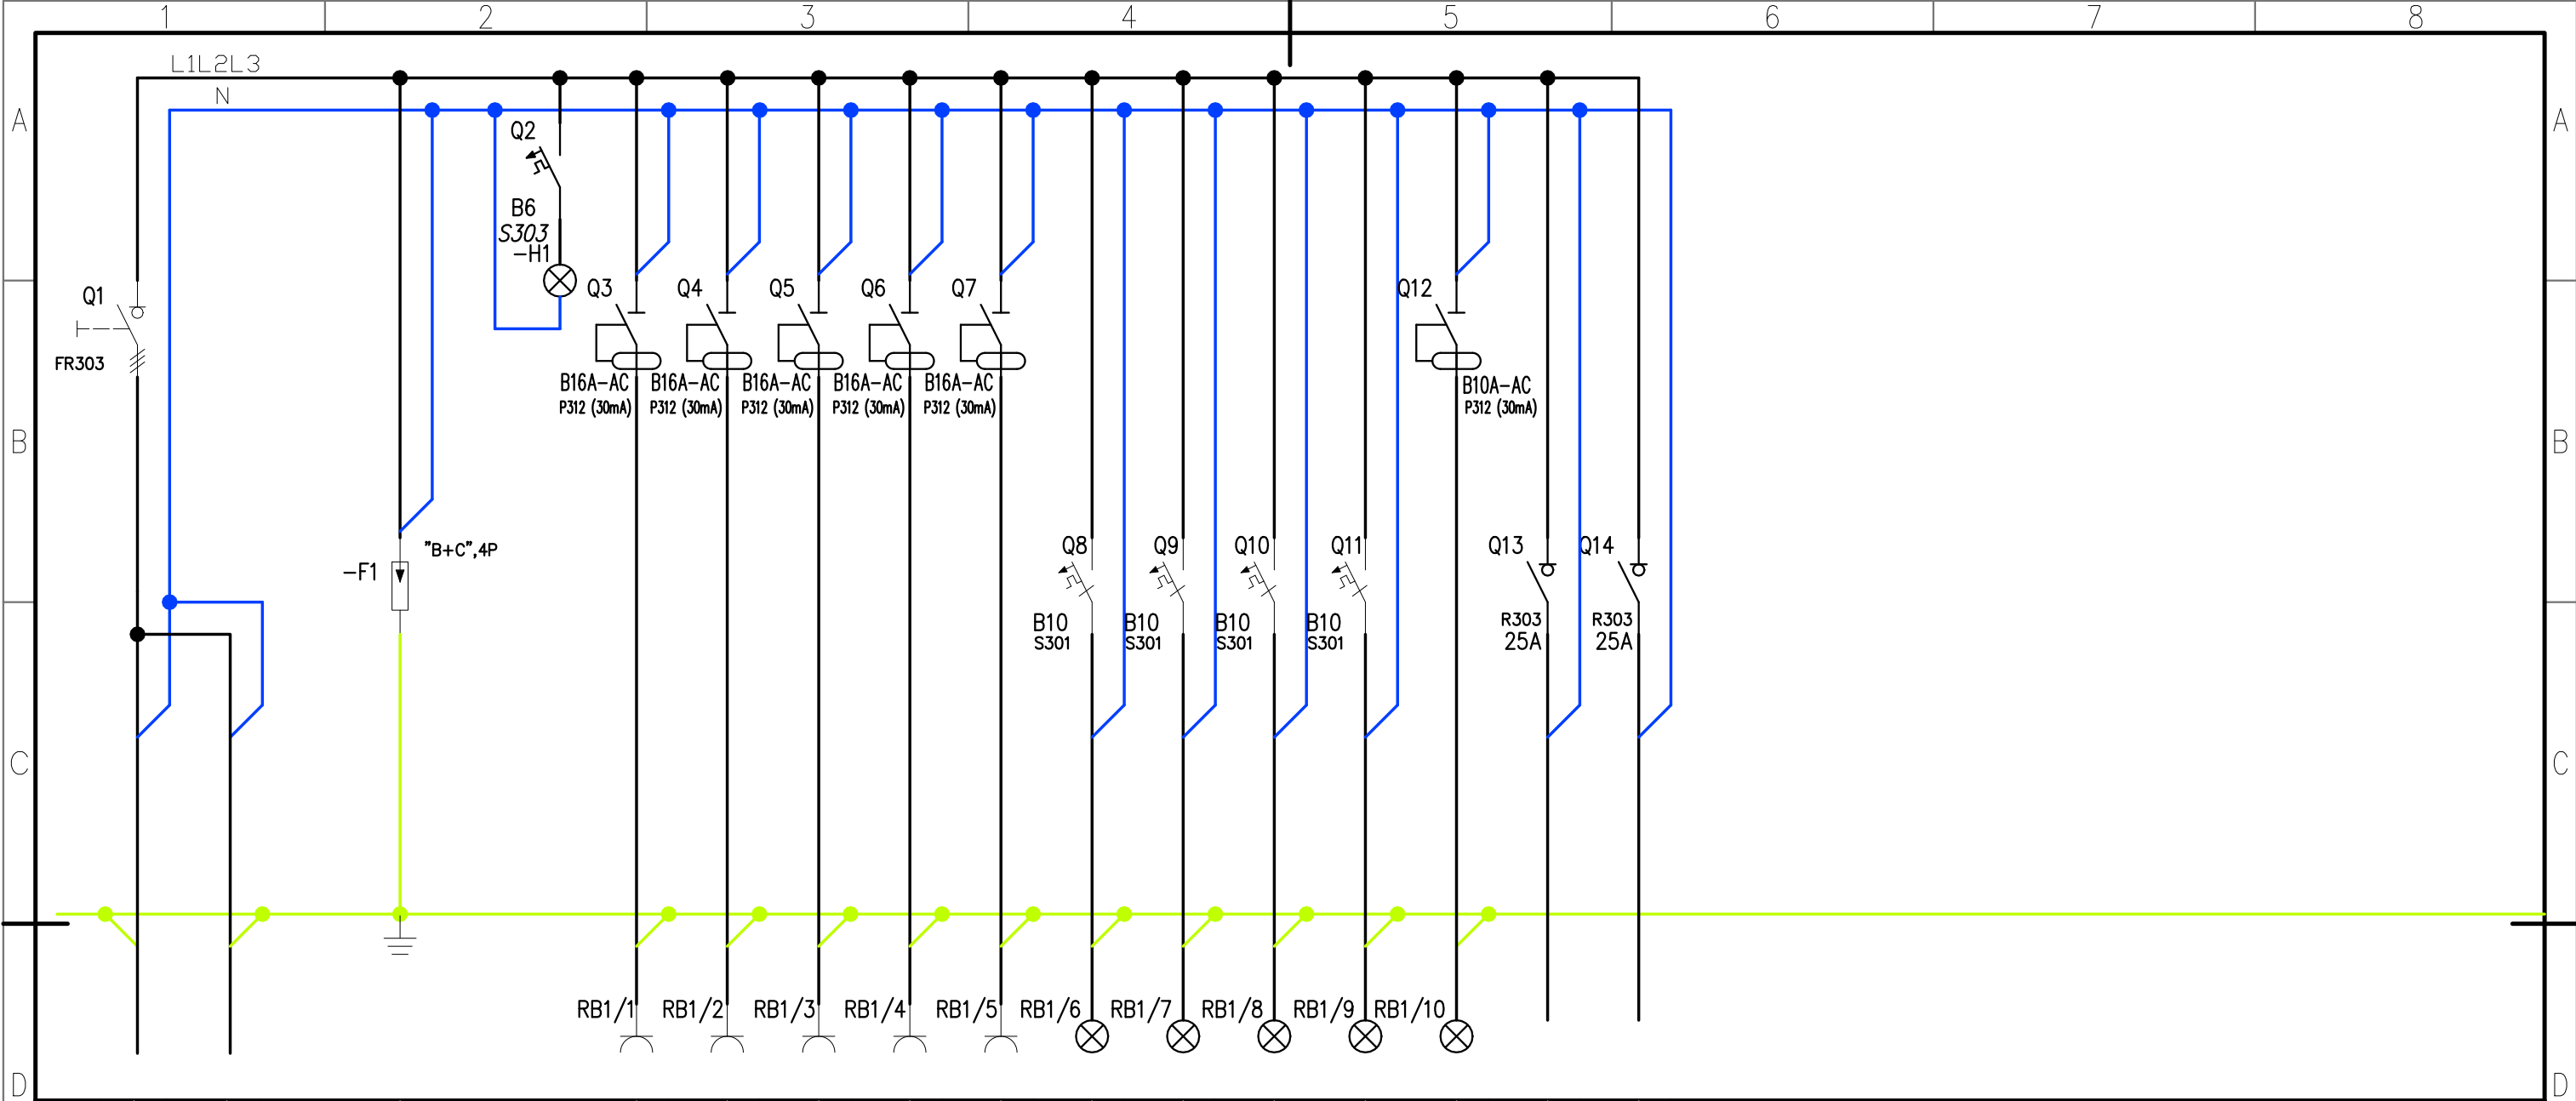 1 2 3 4 5 6 7 8
L1L2L3
N
A A
Q2
B6
S303
-H1
Q1 Q3 Q4 Q5 Q6 Q7 Q12
FR303
B16A-AC B16A-AC B16A-AC B16A-AC B16A-AC B10A-AC
P312 (30mA) P312 (30mA) P312 (30mA) P312 (30mA) P312 (30mA) P312 (30mA)
B B
"B+C",4P Q8 Q9 Q10 Q11 Q13 Q14
-F1
B10 B10 B10 B10 R303 R303
S301 S301 S301 S301 25A 25A
C C
RB1/1 RB1/2 RB1/3 RB1/4 RB1/5 RB1/6 RB1/7 RB1/8 RB1/9 RB1/10
D D